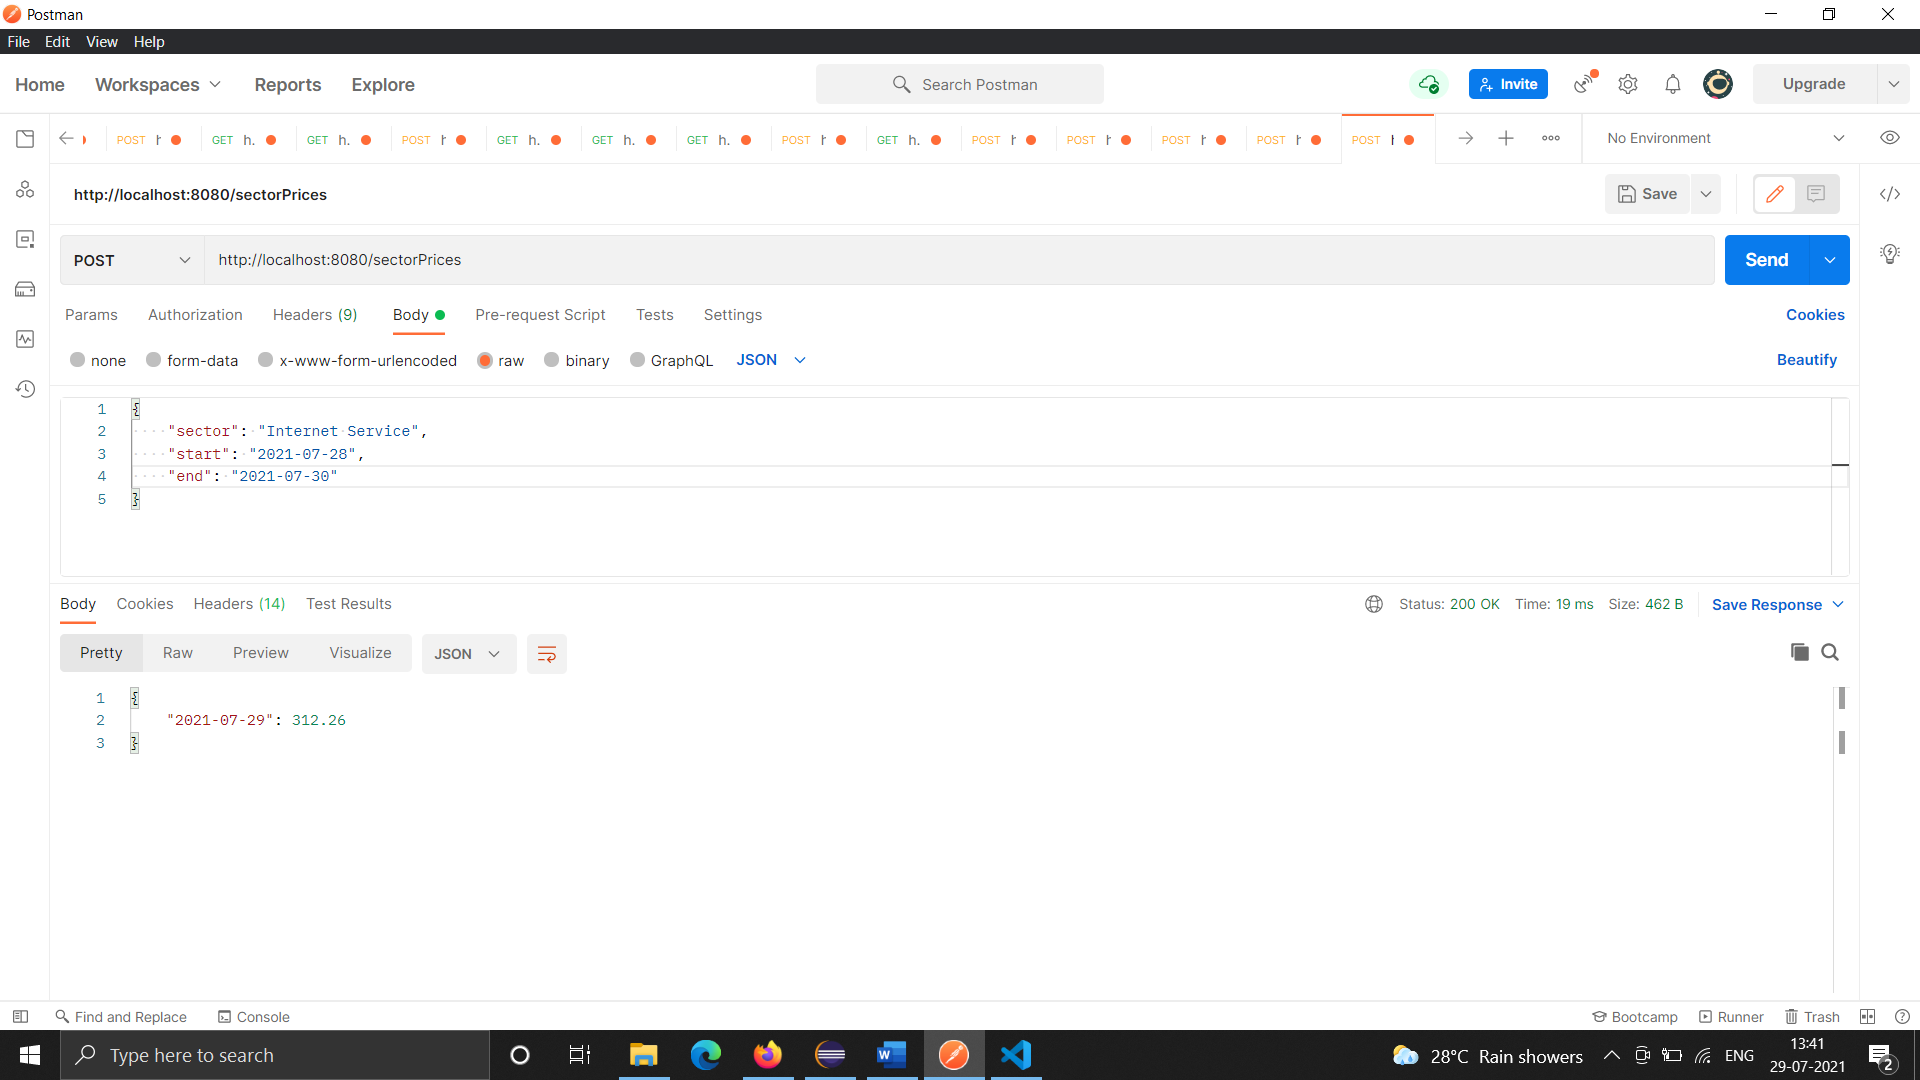 Postman
File Edit View Help
Home Workspaces Reports Explore Search Postman Invite Upgrade
POST GET h. GET h. POST GET h. GET h. GET h. POST GET h. POST POST POST POST POST No Environment
http://localhost:8080/sectorPrices Save
POST http://localhost:8080/sectorPrices Send
Params Authorization Headers (9) Body Pre-request Script Tests Settings Cookies
none form-data x-www-form-urlencoded raw binary GraphQL JSON Beautify
1 {
2 "sector": "Internet Service",
3 "start": "2021-07-28",
4 "end": "2021-07-30"
5 }
Body Cookies Headers (14) Test Results Status: 200 OK Time: 19 ms Size: 462 B Save Response
Pretty Raw Preview Visualize JSON
1 {
2 "2021-07-29": 312.26
3 }
Find and Replace Console Bootcamp Runner Trash
Type here to search 28°C Rain showers ENG 13:41
29-07-2021 2